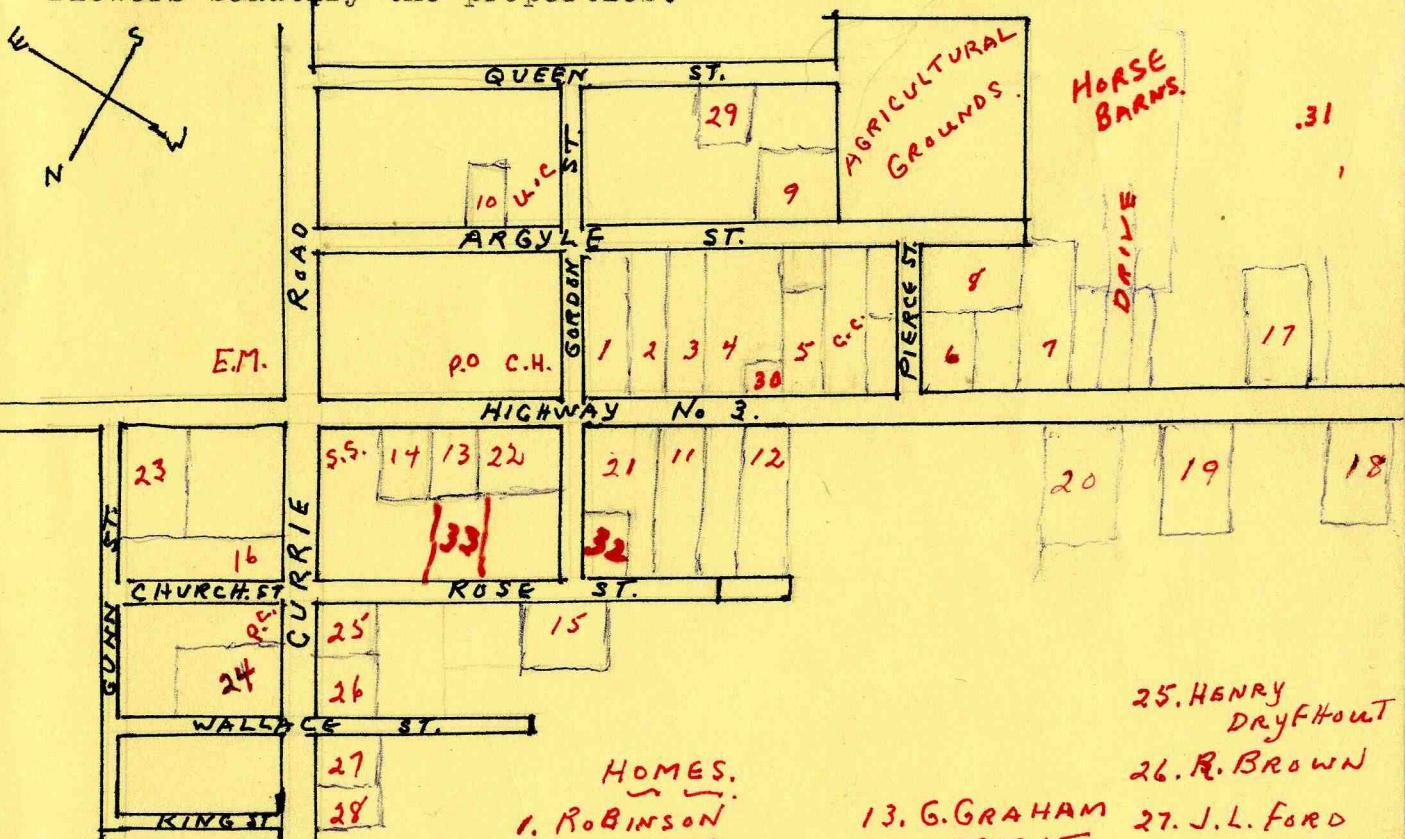 E
S
N
W
QUEEN ST.
AGRICULTURAL
GROUNDS.
HORSE
BARNS.
.31
29
10
U.C
ST.
9
ROAD
ARGYLE ST.
GORDON
PIERCE ST.
DRIVE
8
E.M.
P.O C.H.
1 2 3 4 5
30
6 7
17
HIGHWAY No 3.
23
S.S. 14 13 22
21 11 12
20 19 18
GUNN ST.
16
CURRIE
33
32
CHURCH. ST
ROSE ST.
P.C.
24
25
26
15
WALLACE ST.
27
28
KING ST
HOMES.
1. ROBINSON
13. G. GRAHAM
25. HENRY
DRYFHOUT
26. R. BROWN
27. J. L. FORD